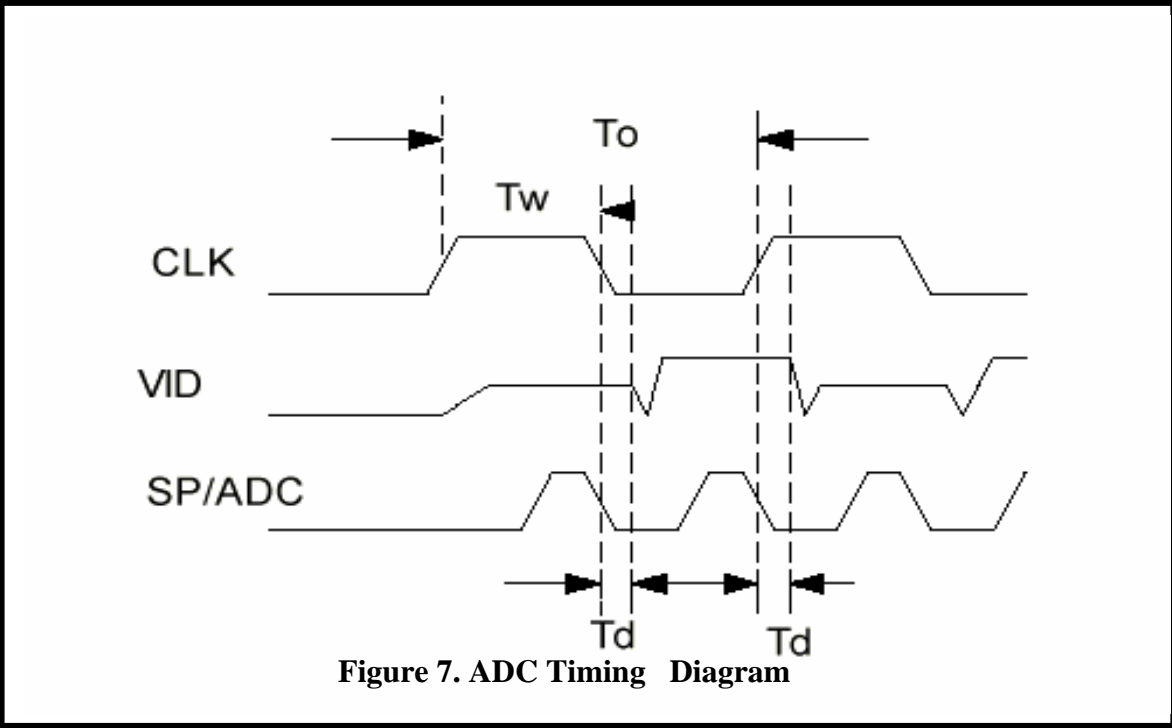 To
Tw
CLK
VID
SP/ADC
Td
Td
Figure 7. ADC Timing Diagram